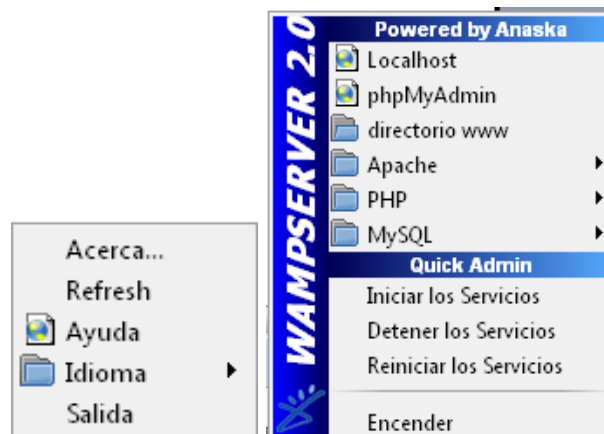 Acerca...
Refresh
Ayuda
Idioma
Salida
WAMPSERVER 2.0
Powered by Anaska
Localhost
phpMyAdmin
directorio www
Apache
PHP
MySQL
Quick Admin
Iniciar los Servicios
Detener los Servicios
Reiniciar los Servicios
Encender